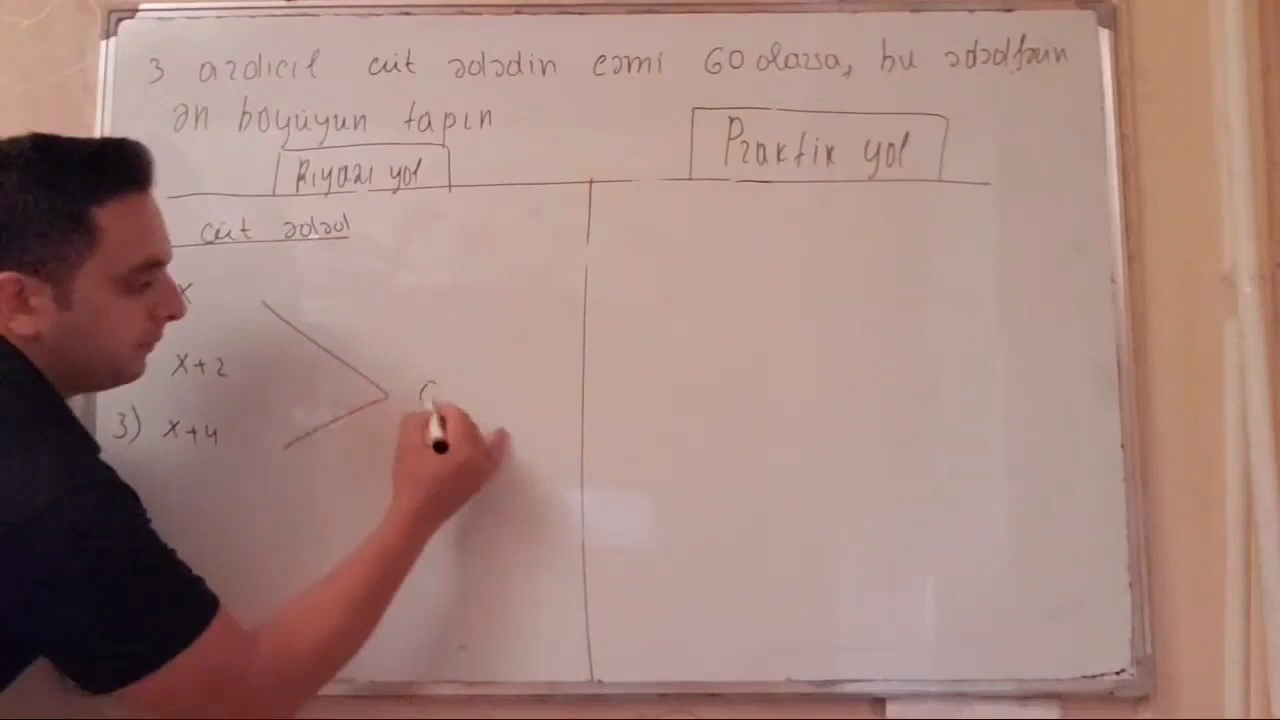 3 ardıcıl cüt ədədin cəmi 60 olarsa, bu ədədlərin
ən böyüyün tapın
Riyazi yol
Praktik yol
cüt ədəd
x
x+2
3) x+4